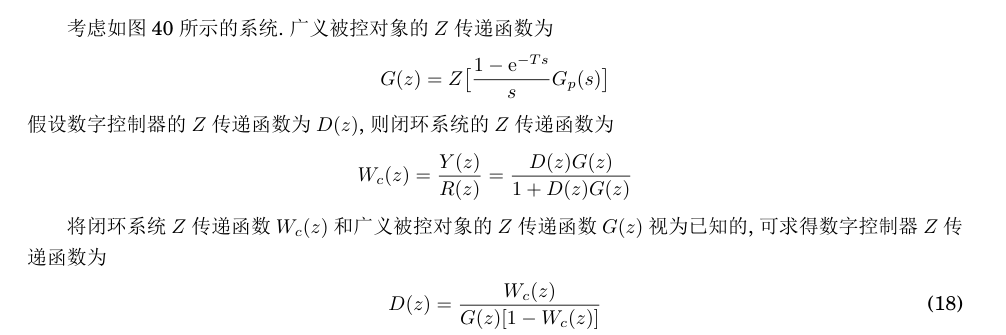 考虑如图 40 所示的系统. 广义被控对象的 Z 传递函数为
G(z) = Z[\frac{1 - e^{-Ts}}{s} G_p(s)]
假设数字控制器的 Z 传递函数为 D(z), 则闭环系统的 Z 传递函数为
W_c(z) = \frac{Y(z)}{R(z)} = \frac{D(z)G(z)}{1 + D(z)G(z)}
将闭环系统 Z 传递函数 W_c(z) 和广义被控对象的 Z 传递函数 G(z) 视为已知的, 可求得数字控制器 Z 传
递函数为
D(z) = \frac{W_c(z)}{G(z)[1 - W_c(z)]} (18)